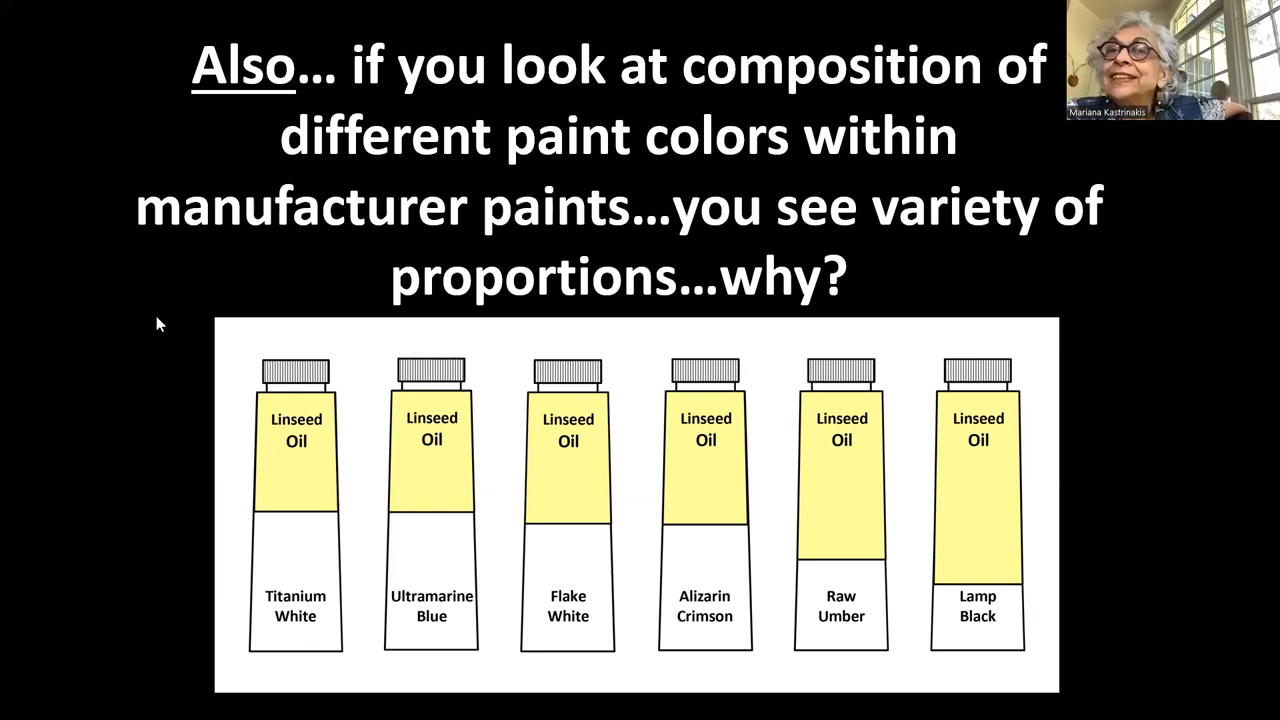 Also... if you look at composition of
different paint colors within
manufacturer paints...you see variety of
proportions...why?
Mariana Kastrinakis
Linseed
Oil
Linseed
Oil
Linseed
Oil
Linseed
Oil
Linseed
Oil
Linseed
Oil
Titanium
White
Ultramarine
Blue
Flake
White
Alizarin
Crimson
Raw
Umber
Lamp
Black